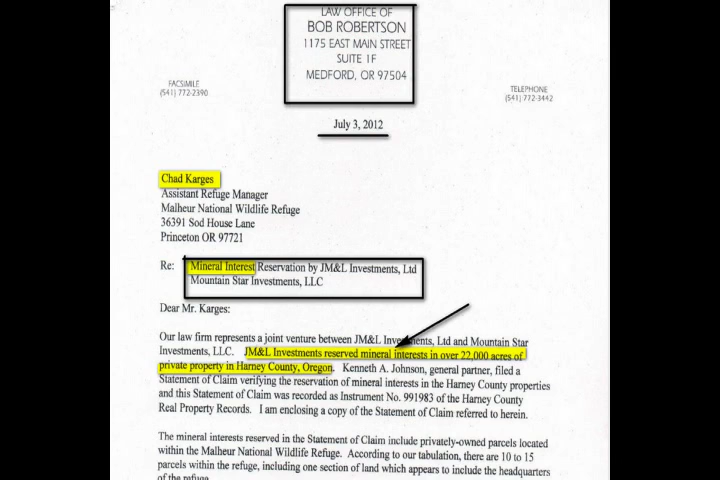 LAW OFFICE OF
BOB ROBERTSON
1175 EAST MAIN STREET
SUITE 1F
MEDFORD, OR 97504
FACSIMILE
(541) 772-2390
TELEPHONE
(541) 772-3442
July 3, 2012
Chad Karges
Assistant Refuge Manager
Malheur National Wildlife Refuge
36391 Sod House Lane
Princeton OR 97721
Re: Mineral Interest Reservation by JM&L Investments, Ltd
Mountain Star Investments, LLC
Dear Mr. Karges:
Our law firm represents a joint venture between JM&L Investments, Ltd and Mountain Star
Investments, LLC. JM&L Investments reserved mineral interests in over 22,000 acres of
private property in Harney County, Oregon. Kenneth A. Johnson, general partner, filed a
Statement of Claim verifying the reservation of mineral interests in the Harney County properties
and this Statement of Claim was recorded as Instrument No. 991983 of the Harney County
Real Property Records. I am enclosing a copy of the Statement of Claim referred to herein.
The mineral interests reserved in the Statement of Claim include privately-owned parcels located
within the Malheur National Wildlife Refuge. According to our tabulation, there are 10 to 15
parcels within the refuge, including one section of land which appears to include the headquarters
of the refuge.